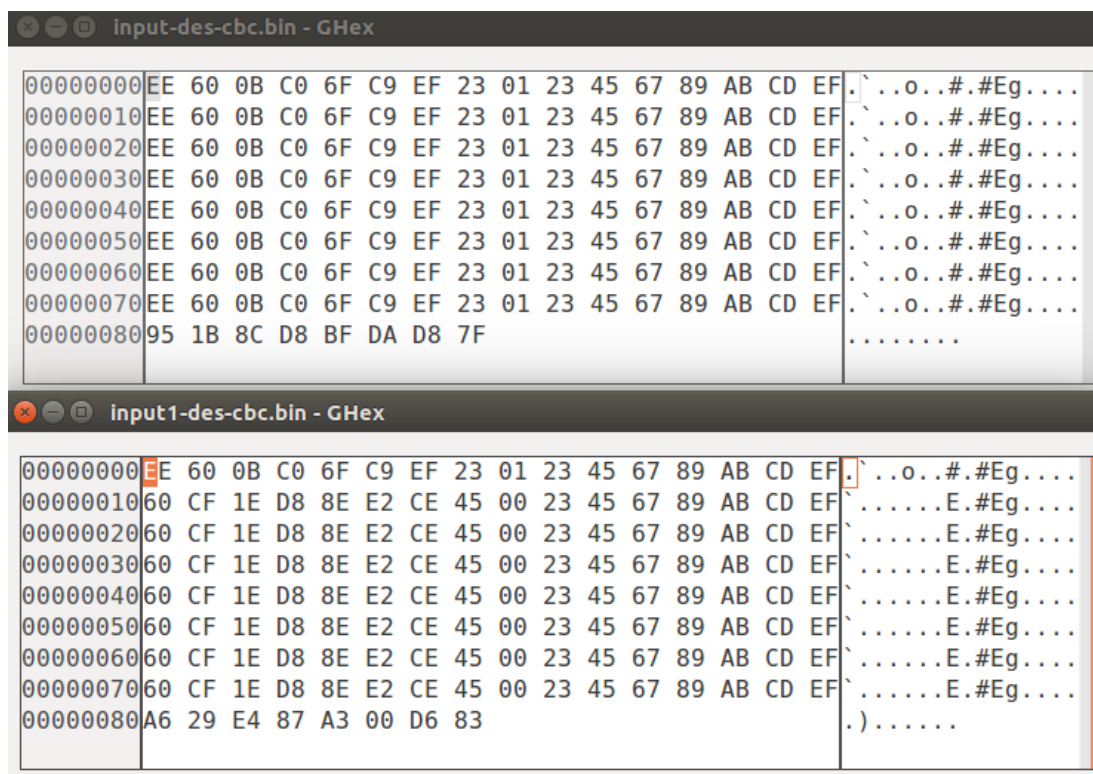 input-des-cbc.bin - GHex
00000000EE 60 0B C0 6F C9 EF 23 01 23 45 67 89 AB CD EF.`..o..#.#Eg....
00000010EE 60 0B C0 6F C9 EF 23 01 23 45 67 89 AB CD EF.`..o..#.#Eg....
00000020EE 60 0B C0 6F C9 EF 23 01 23 45 67 89 AB CD EF.`..o..#.#Eg....
00000030EE 60 0B C0 6F C9 EF 23 01 23 45 67 89 AB CD EF.`..o..#.#Eg....
00000040EE 60 0B C0 6F C9 EF 23 01 23 45 67 89 AB CD EF.`..o..#.#Eg....
00000050EE 60 0B C0 6F C9 EF 23 01 23 45 67 89 AB CD EF.`..o..#.#Eg....
00000060EE 60 0B C0 6F C9 EF 23 01 23 45 67 89 AB CD EF.`..o..#.#Eg....
00000070EE 60 0B C0 6F C9 EF 23 01 23 45 67 89 AB CD EF.`..o..#.#Eg....
0000008095 1B 8C D8 BF DA D8 7F ........
input1-des-cbc.bin - GHex
00000000EE 60 0B C0 6F C9 EF 23 01 23 45 67 89 AB CD EF.`..o..#.#Eg....
0000001060 CF 1E D8 8E E2 CE 45 00 23 45 67 89 AB CD EF`......E.#Eg....
0000002060 CF 1E D8 8E E2 CE 45 00 23 45 67 89 AB CD EF`......E.#Eg....
0000003060 CF 1E D8 8E E2 CE 45 00 23 45 67 89 AB CD EF`......E.#Eg....
0000004060 CF 1E D8 8E E2 CE 45 00 23 45 67 89 AB CD EF`......E.#Eg....
0000005060 CF 1E D8 8E E2 CE 45 00 23 45 67 89 AB CD EF`......E.#Eg....
0000006060 CF 1E D8 8E E2 CE 45 00 23 45 67 89 AB CD EF`......E.#Eg....
0000007060 CF 1E D8 8E E2 CE 45 00 23 45 67 89 AB CD EF`......E.#Eg....
00000080A6 29 E4 87 A3 00 D6 83 .)......